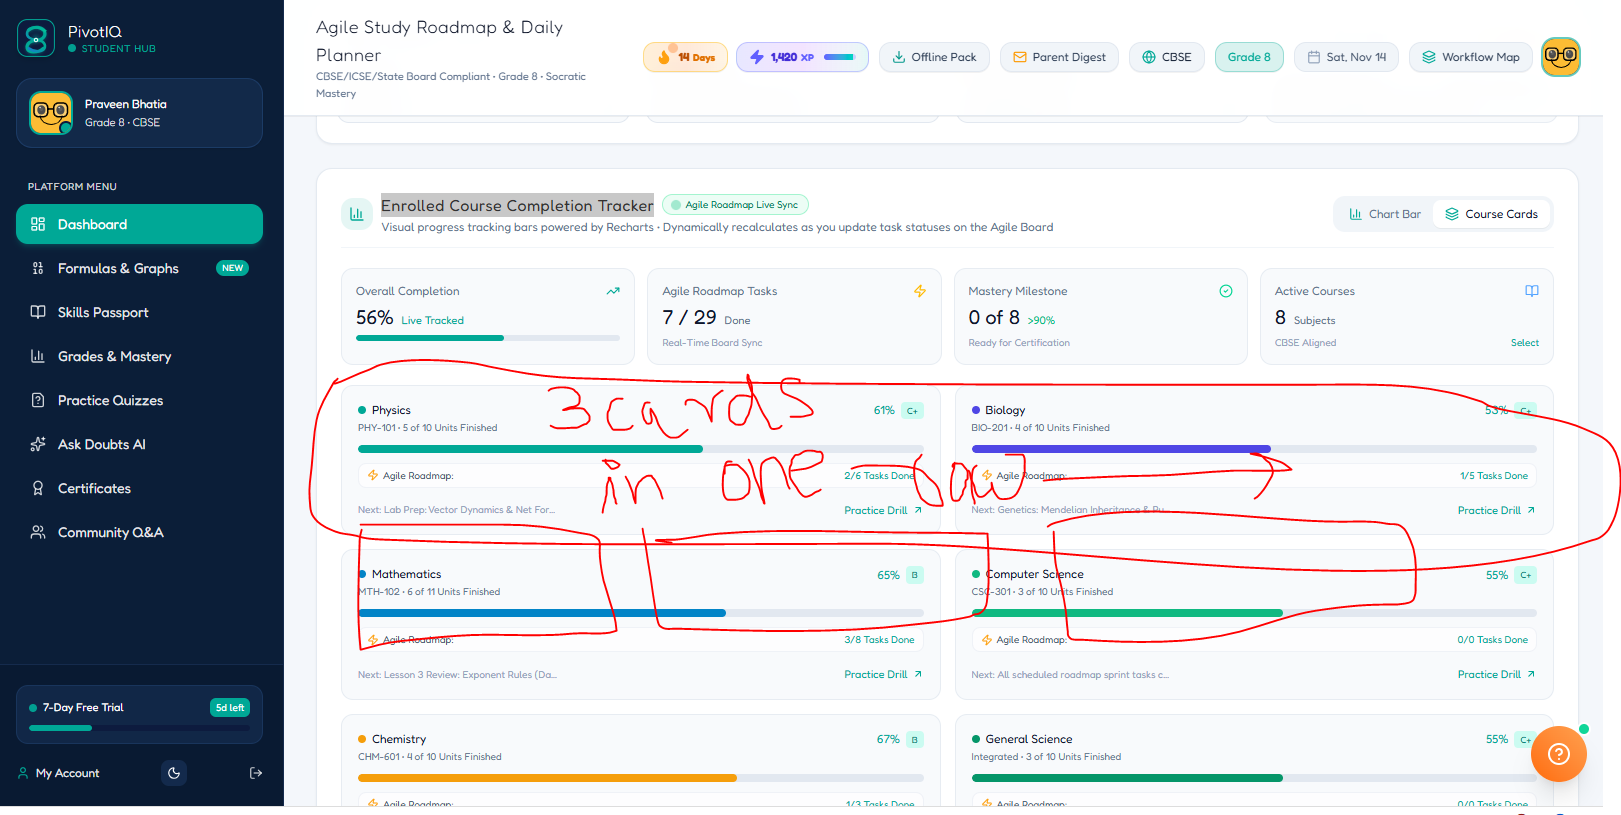 PivotIQ
STUDENT HUB
Praveen Bhatia
Grade 8 • CBSE
PLATFORM MENU
Dashboard
Formulas & Graphs NEW
Skills Passport
Grades & Mastery
Practice Quizzes
Ask Doubts AI
Certificates
Community Q&A
7-Day Free Trial 5d left
My Account
Agile Study Roadmap & Daily
Planner
CBSE/ICSE/State Board Compliant • Grade 8 • Socratic
Mastery
14 Days
1,420 XP
Offline Pack
Parent Digest
CBSE
Grade 8
Sat, Nov 14
Workflow Map
Enrolled Course Completion Tracker Agile Roadmap Live Sync
Visual progress tracking bars powered by Recharts • Dynamically recalculates as you update task statuses on the Agile Board
Chart Bar Course Cards
Overall Completion
56% Live Tracked
Agile Roadmap Tasks
7 / 29 Done
Real-Time Board Sync
Mastery Milestone
0 of 8 >90%
Ready for Certification
Active Courses
8 Subjects
CBSE Aligned Select
3 cards
in one row
Physics 61% C+
PHY-101 • 5 of 10 Units Finished
Agile Roadmap: 2/6 Tasks Done
Next: Lab Prep: Vector Dynamics & Net For... Practice Drill
Biology 53% C+
BIO-201 • 4 of 10 Units Finished
Agile Roadmap: 1/5 Tasks Done
Next: Genetics: Mendelian Inheritance & Pu... Practice Drill
Mathematics 65% B
MTH-102 • 6 of 11 Units Finished
Agile Roadmap: 3/8 Tasks Done
Next: Lesson 3 Review: Exponent Rules (Da... Practice Drill
Computer Science 55% C+
CSC-301 • 3 of 10 Units Finished
Agile Roadmap: 0/0 Tasks Done
Next: All scheduled roadmap sprint tasks c... Practice Drill
Chemistry 67% B
CHM-601 • 4 of 10 Units Finished
Agile Roadmap: 1/3 Tasks Done
General Science 55% C+
Integrated • 3 of 10 Units Finished
Agile Roadmap: 0/0 Tasks Done